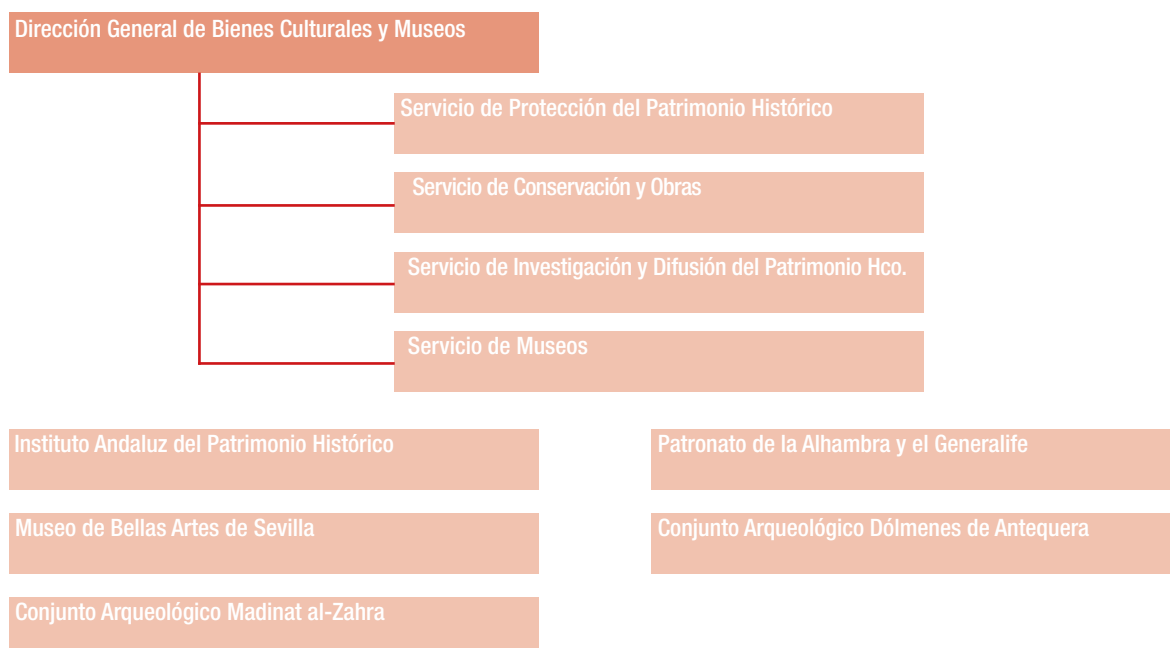 Dirección General de Bienes Culturales y Museos
Servicio de Protección del Patrimonio Histórico
Servicio de Conservación y Obras
Servicio de Investigación y Difusión del Patrimonio Hco.
Servicio de Museos
Instituto Andaluz del Patrimonio Histórico
Patronato de la Alhambra y el Generalife
Museo de Bellas Artes de Sevilla
Conjunto Arqueológico Dólmenes de Antequera
Conjunto Arqueológico Madinat al-Zahra